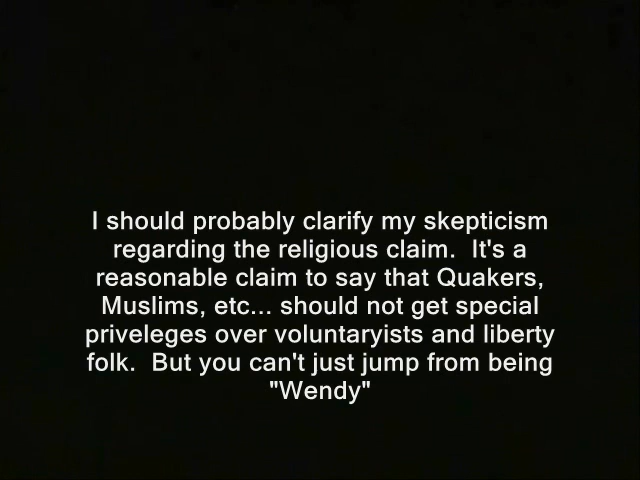 I should probably clarify my skepticism
regarding the religious claim.  It's a
reasonable claim to say that Quakers,
Muslims, etc... should not get special
priveleges over voluntaryists and liberty
folk.  But you can't just jump from being
"Wendy"